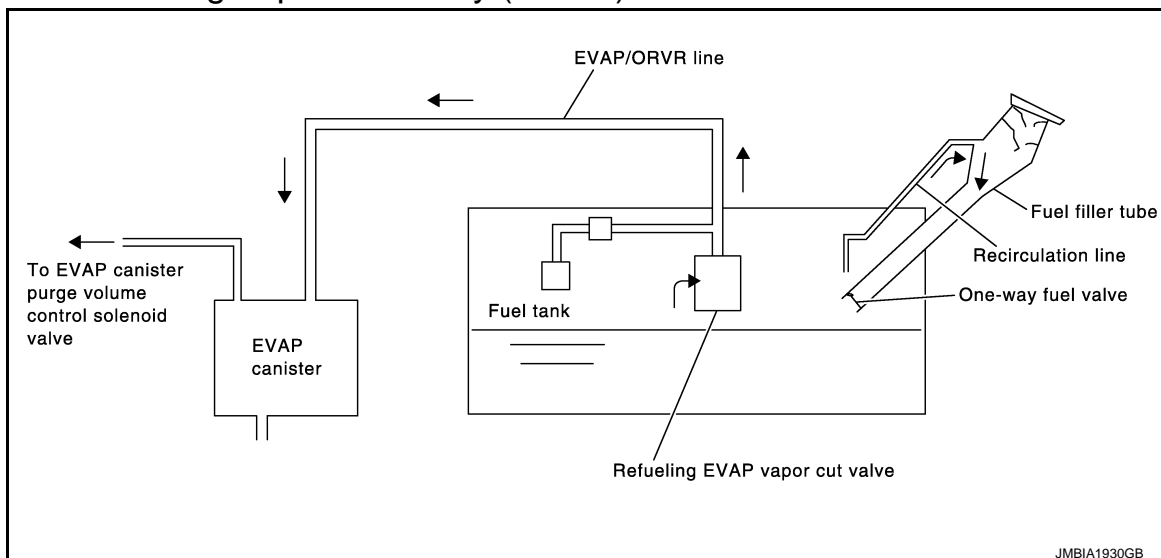 EVAP/ORVR line
Fuel filler tube
To EVAP canister
purge volume
control solenoid
valve
Recirculation line
One-way fuel valve
Fuel tank
EVAP
canister
Refueling EVAP vapor cut valve
JMBIA1930GB